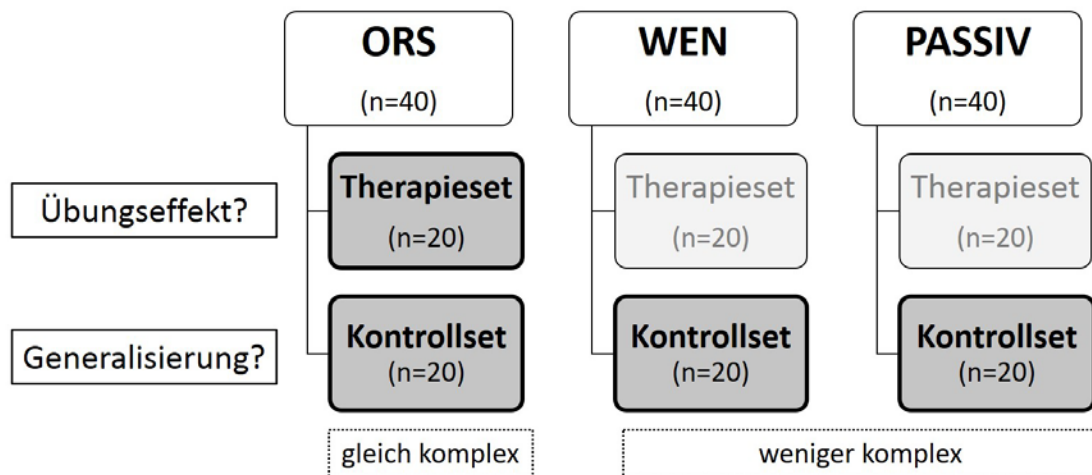 ORS
(n=40)
WEN
(n=40)
PASSIV
(n=40)
Übungseffekt?
Therapieset
(n=20)
Therapieset
(n=20)
Therapieset
(n=20)
Generalisierung?
Kontrollset
(n=20)
Kontrollset
(n=20)
Kontrollset
(n=20)
gleich komplex
weniger komplex